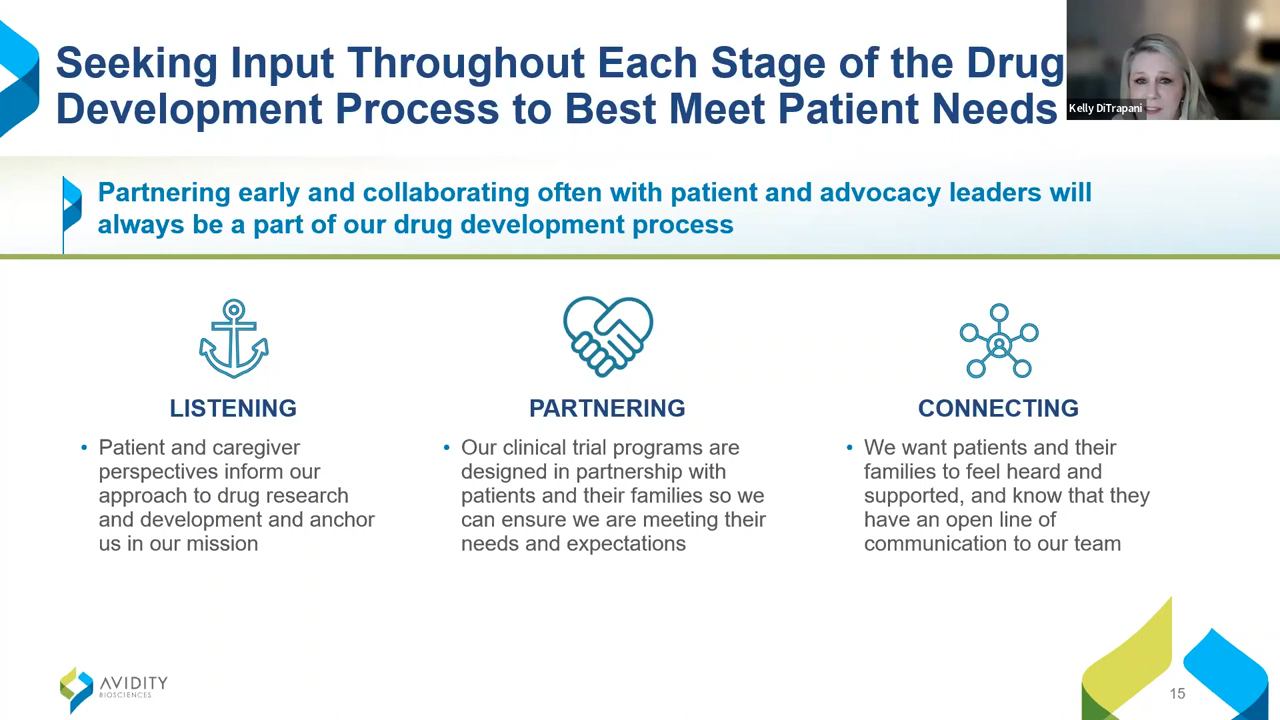 Seeking Input Throughout Each Stage of the Drug
Development Process to Best Meet Patient Needs
Kelly DiTrapani
Partnering early and collaborating often with patient and advocacy leaders will
always be a part of our drug development process
LISTENING
• Patient and caregiver
perspectives inform our
approach to drug research
and development and anchor
us in our mission
PARTNERING
• Our clinical trial programs are
designed in partnership with
patients and their families so we
can ensure we are meeting their
needs and expectations
CONNECTING
• We want patients and their
families to feel heard and
supported, and know that they
have an open line of
communication to our team
AVIDITY
BIOSCIENCES
15